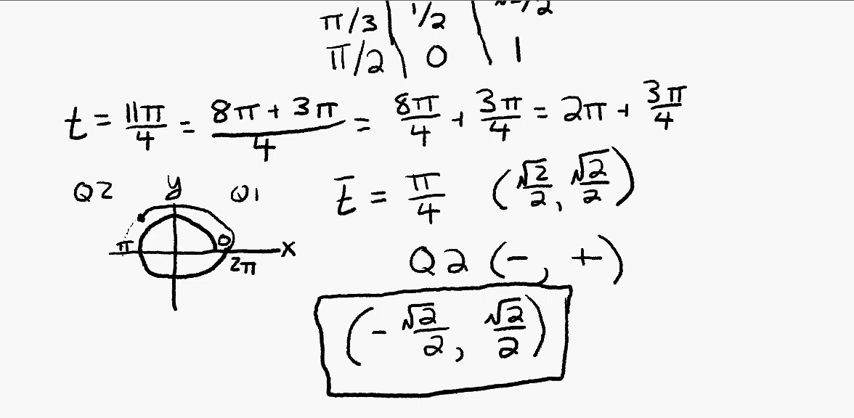 π/3 | 1/2 |
π/2 | 0 | 1
t = 11π/4 = (8π + 3π)/4 = 8π/4 + 3π/4 = 2π + 3π/4
Q2 y Q1
t̅ = π/4 (√2/2, √2/2)
π 0 2π x
Q2 (-, +)
(-√2/2, √2/2)